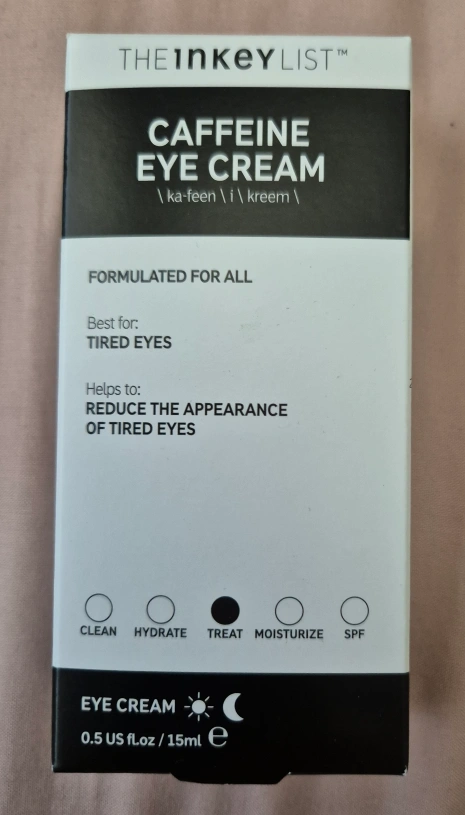 THE INKEY LIST™
CAFFEINE
EYE CREAM
\ ka-feen \ i \ kreem \
FORMULATED FOR ALL
Best for:
TIRED EYES
Helps to:
REDUCE THE APPEARANCE
OF TIRED EYES
CLEAN HYDRATE TREAT MOISTURIZE SPF
EYE CREAM
0.5 US fl.oz / 15ml ℮